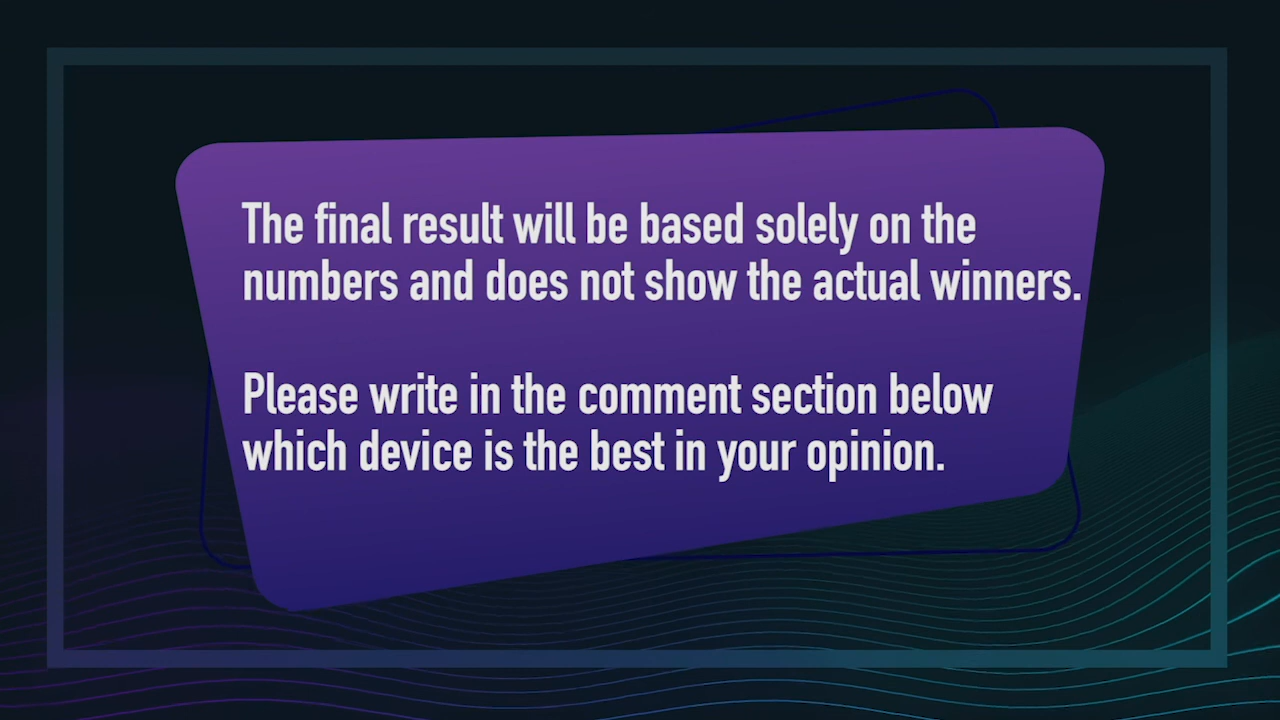 The final result will be based solely on the
numbers and does not show the actual winners.
Please write in the comment section below
which device is the best in your opinion.